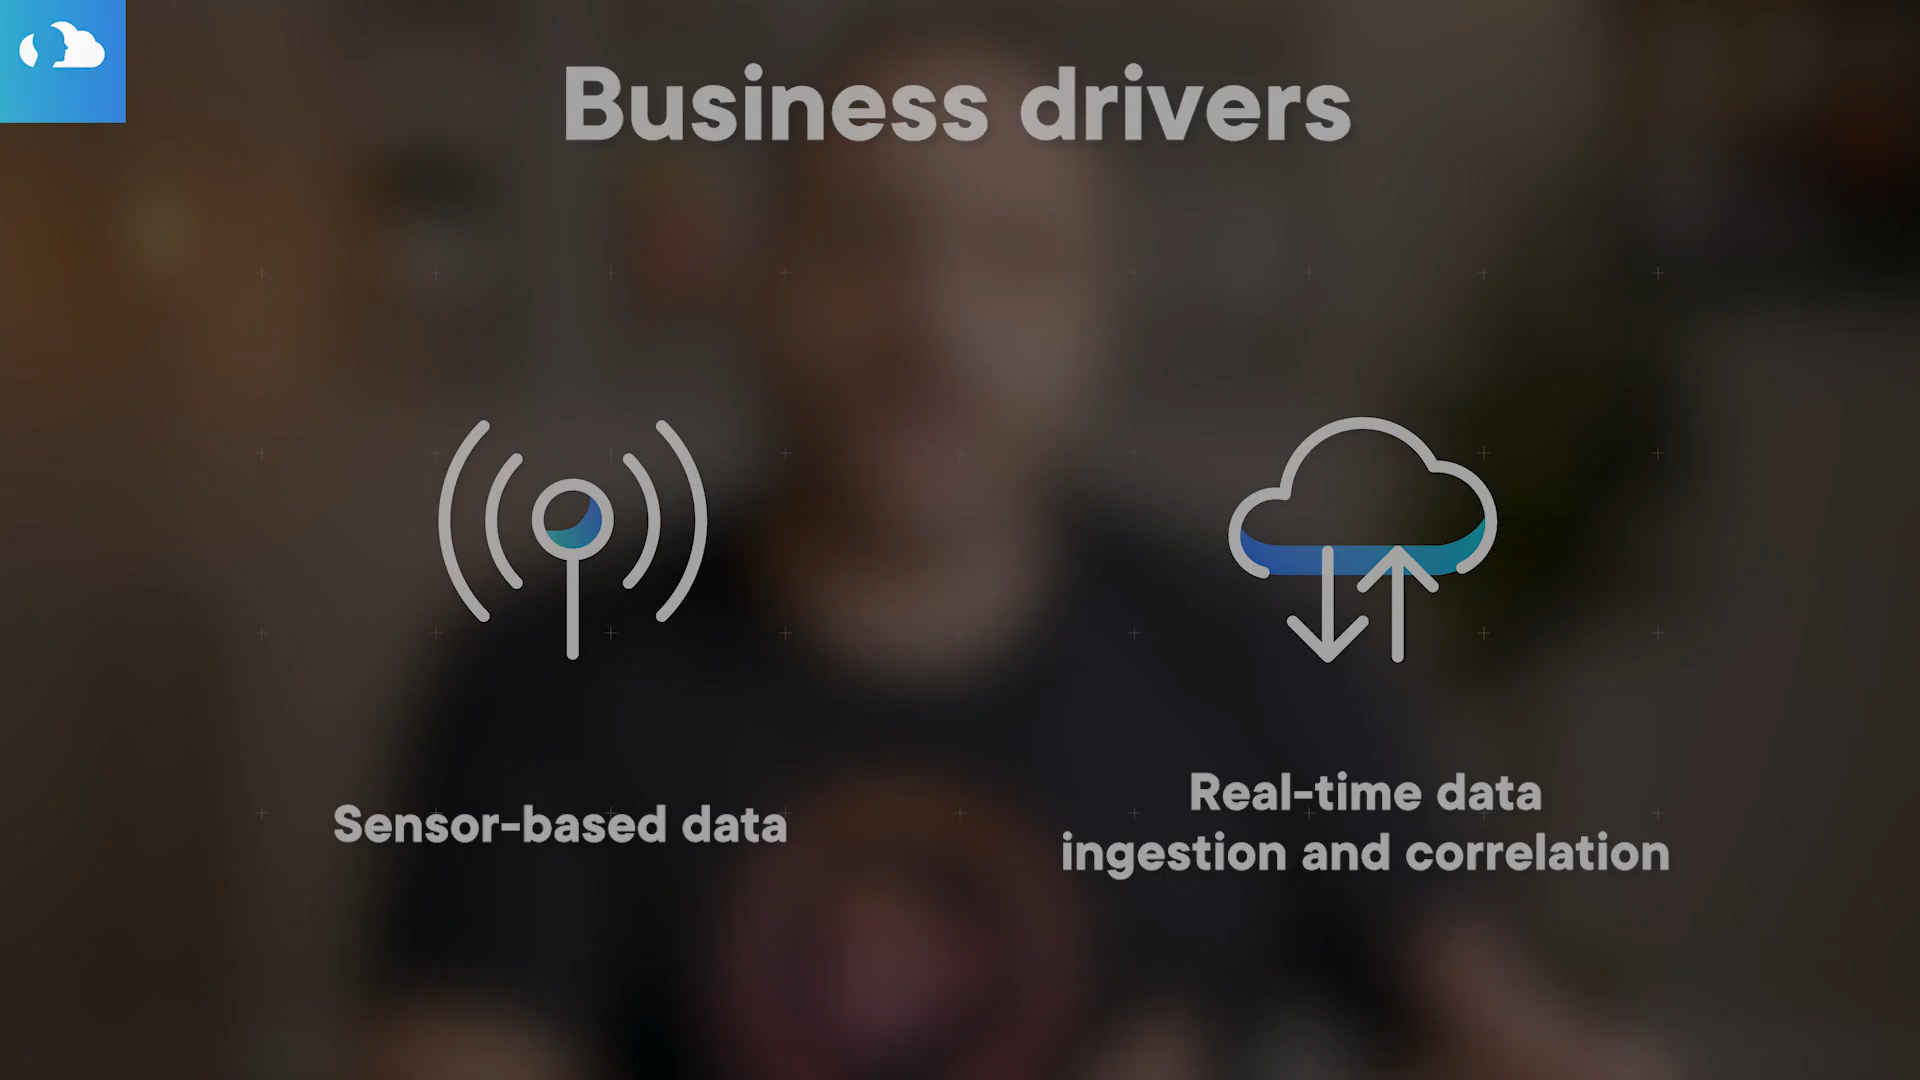 Business drivers
Sensor-based data
Real-time data
ingestion and correlation